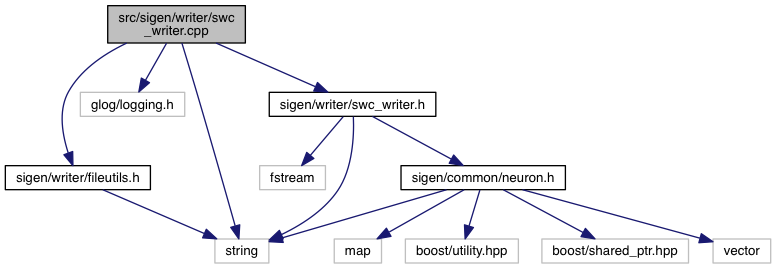 src/sigen/writer/swc
_writer.cpp
glog/logging.h
sigen/writer/swc_writer.h
sigen/writer/fileutils.h
fstream
sigen/common/neuron.h
string
map
boost/utility.hpp
boost/shared_ptr.hpp
vector